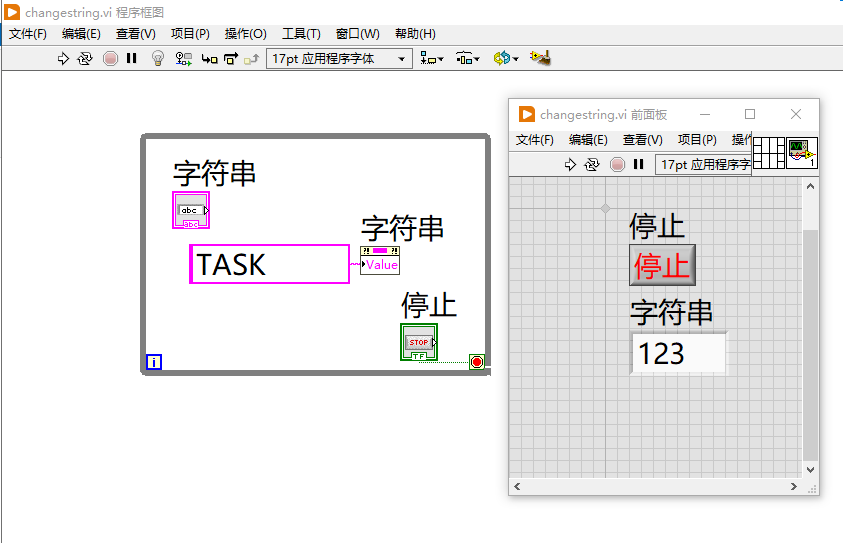 changestring.vi 程序框图
文件(F) 编辑(E) 查看(V) 项目(P) 操作(O) 工具(T) 窗口(W) 帮助(H)
17pt 应用程序字体
字符串
abc
abc
字符串
TASK
?! ?!
Value
停止
STOP
TF
i
changestring.vi 前面板
文件(F) 编辑(E) 查看(V) 项目(P) 操作
17pt 应用程序字
1
停止
停止
字符串
123